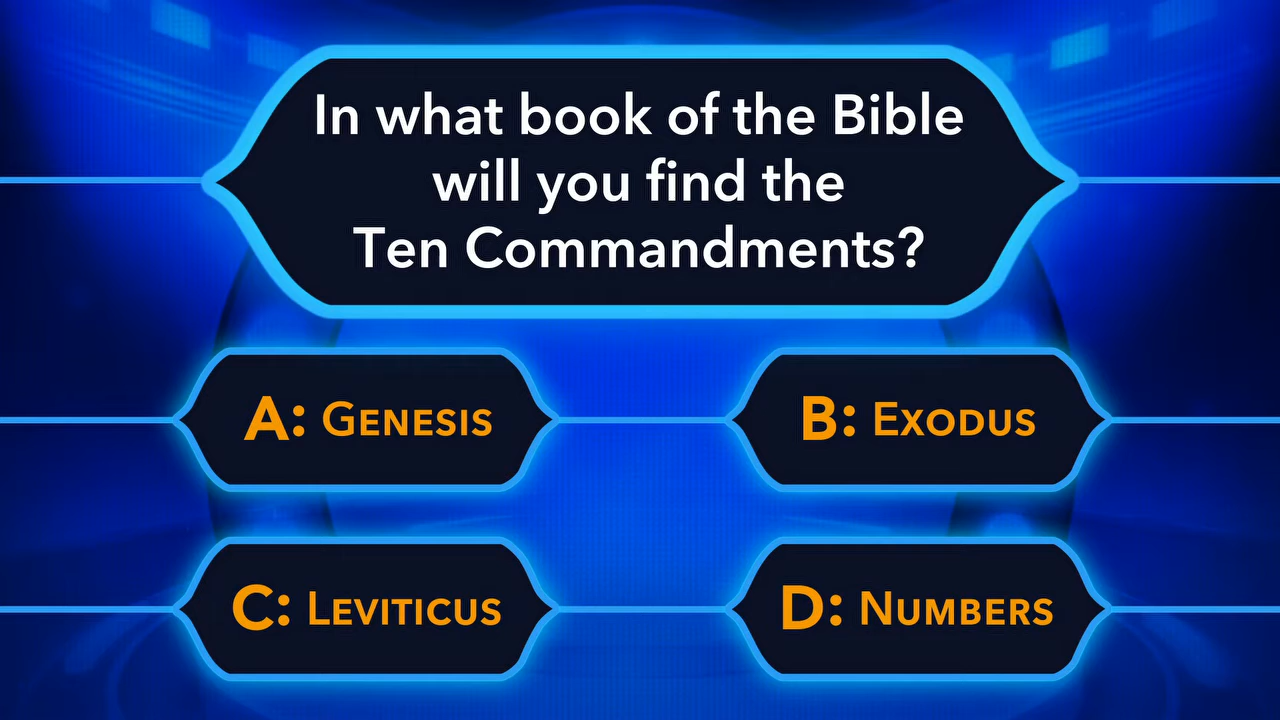 In what book of the Bible
will you find the
Ten Commandments?
A: Genesis
B: Exodus
C: Leviticus
D: Numbers